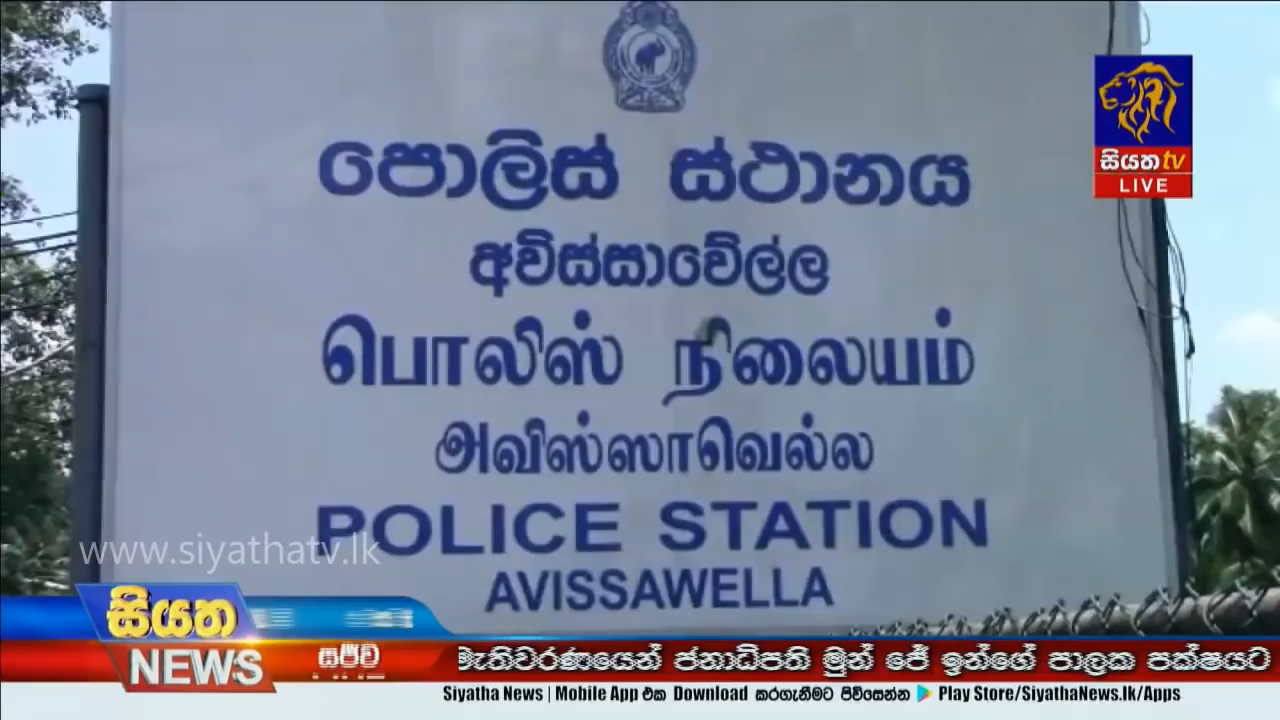 සියත tv
LIVE
පොලිස් ස්ථානය
අවිස්සාවේල්ල
பொலிஸ் நிலையம்
அவிஸ்ஸாவெல்ல
POLICE STATION
AVISSAWELLA
www.siyathatv.lk
සියත
NEWS
මැතිවරණයෙන් ජනාධිපති මුන් ජේ ඉන්ගේ පාලක පක්ෂයට
Siyatha News | Mobile App එක Download කරගැනීමට පිවිසෙන්න Play Store/SiyathaNews.lk/Apps